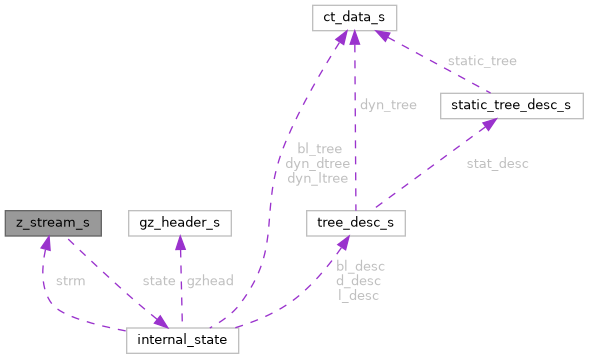 ct_data_s
static_tree
static_tree_desc_s
dyn_tree
bl_tree
dyn_dtree
dyn_ltree
stat_desc
z_stream_s
gz_header_s
tree_desc_s
strm
state
gzhead
bl_desc
d_desc
l_desc
internal_state